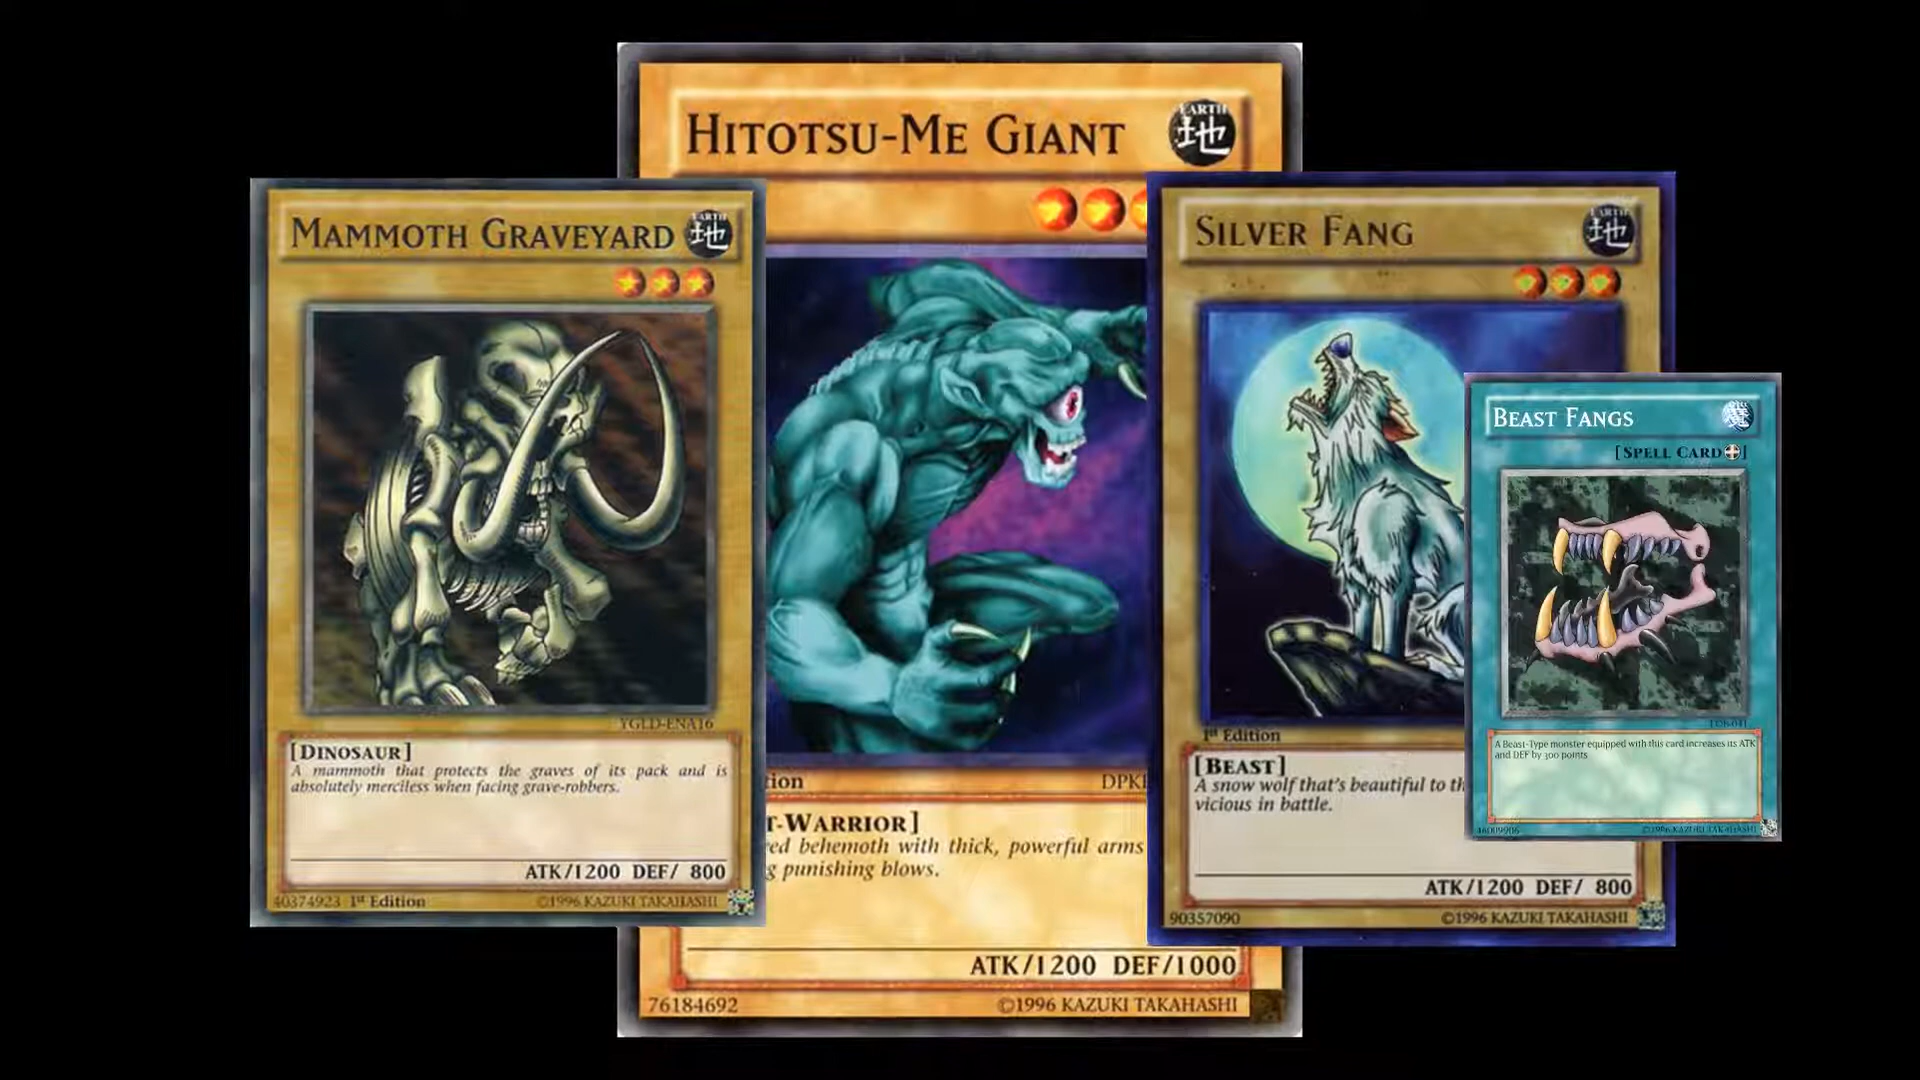 HITOTSU-ME GIANT
EARTH
地
MAMMOTH GRAVEYARD
EARTH
地
YGLD-ENA16
[DINOSAUR]
A mammoth that protects the graves of its pack and is
absolutely merciless when facing grave-robbers.
ATK/1200 DEF/ 800
40374923 1st Edition
©1996 KAZUKI TAKAHASHI
DPK
T-WARRIOR]
behemoth with thick, powerful arms
punishing blows.
ATK/1200 DEF/1000
76184692
©1996 KAZUKI TAKAHASHI
SILVER FANG
EARTH
地
1st Edition
[BEAST]
A snow wolf that's beautiful to th
vicious in battle.
ATK/1200 DEF/ 800
90357090
©1996 KAZUKI TAKAHASHI
BEAST FANGS
魔
[SPELL CARD]
A Beast-Type monster equipped with this card increases its ATK
and DEF by 300 points
46009906
©1996 KAZUKI TAKAHASHI